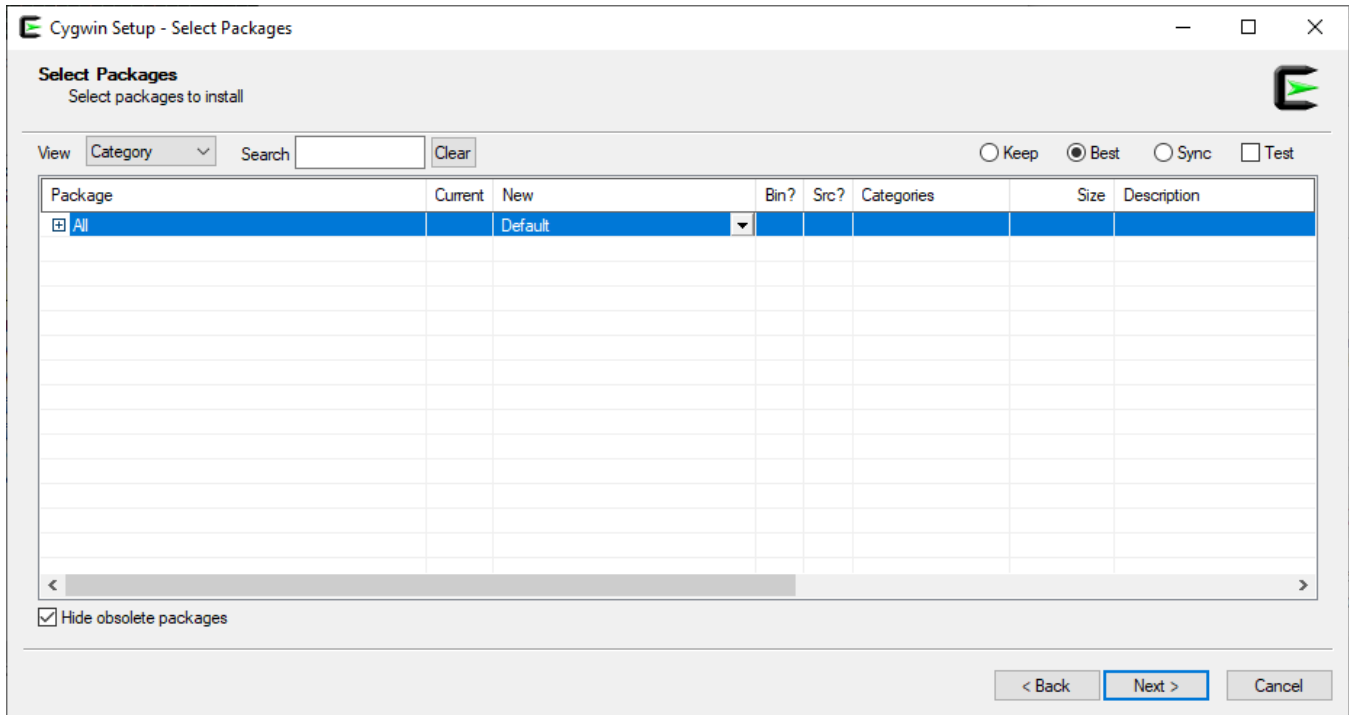 Cygwin Setup - Select Packages
Select Packages
Select packages to install
View Category Search Clear Keep Best Sync Test
Package Current New Bin? Src? Categories Size Description
All Default
Hide obsolete packages
< Back Next > Cancel